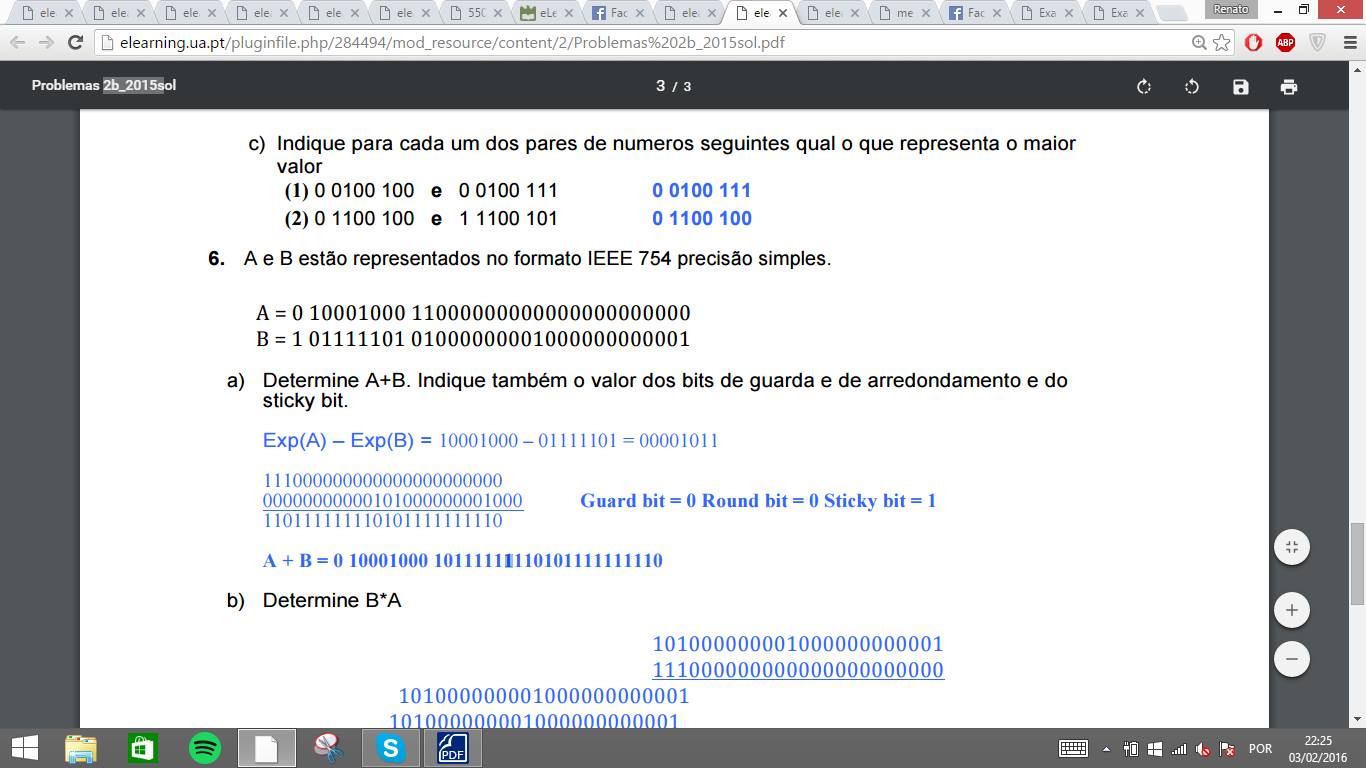 ele
ele
ele
ele
ele
ele
550
eLe
Fac
ele
ele
ele
me
Fac
Exa
Exa
Renato
elearning.ua.pt/pluginfile.php/284494/mod_resource/content/2/Problemas%202b_2015sol.pdf
ABP
Problemas 2b_2015sol
3 / 3
c) Indique para cada um dos pares de numeros seguintes qual o que representa o maior
valor
(1) 0 0100 100 e 0 0100 111 0 0100 111
(2) 0 1100 100 e 1 1100 101 0 1100 100
6. A e B estão representados no formato IEEE 754 precisão simples.
A = 0 10001000 11000000000000000000000
B = 1 01111101 01000000001000000000001
a) Determine A+B. Indique também o valor dos bits de guarda e de arredondamento e do
sticky bit.
Exp(A) – Exp(B) = 10001000 – 01111101 = 00001011
111000000000000000000000
00000000000101000000001000 Guard bit = 0 Round bit = 0 Sticky bit = 1
110111111110101111111110
A + B = 0 10001000 10111111110101111111110
b) Determine B*A
101000000001000000000001
111000000000000000000000
101000000001000000000001
101000000001000000000001
PDF
POR
22:25
03/02/2016